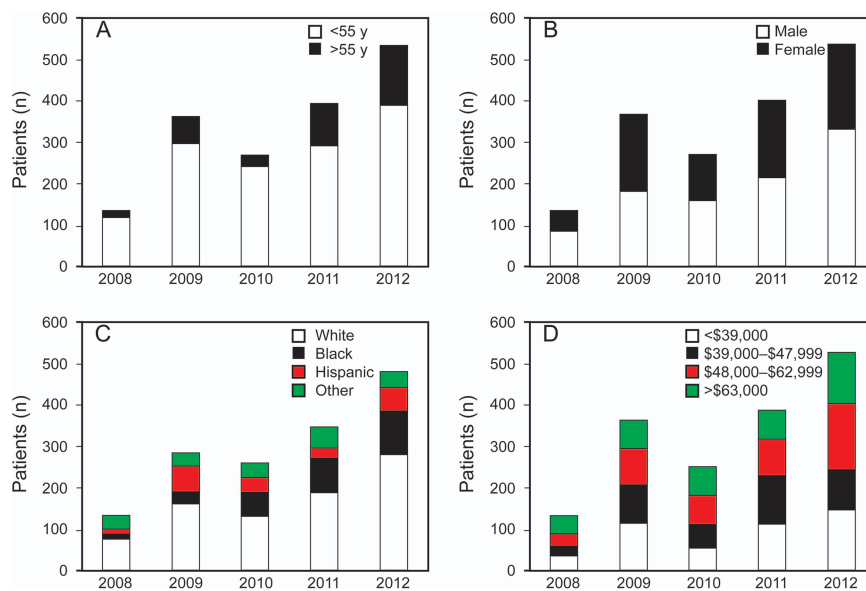 A
<55 y
>55 y
Patients (n)
600
500
400
300
200
100
0
2008 2009 2010 2011 2012
B
Male
Female
Patients (n)
600
500
400
300
200
100
0
2008 2009 2010 2011 2012
C
White
Black
Hispanic
Other
Patients (n)
600
500
400
300
200
100
0
2008 2009 2010 2011 2012
D
<$39,000
$39,000–$47,999
$48,000–$62,999
>$63,000
Patients (n)
600
500
400
300
200
100
0
2008 2009 2010 2011 2012